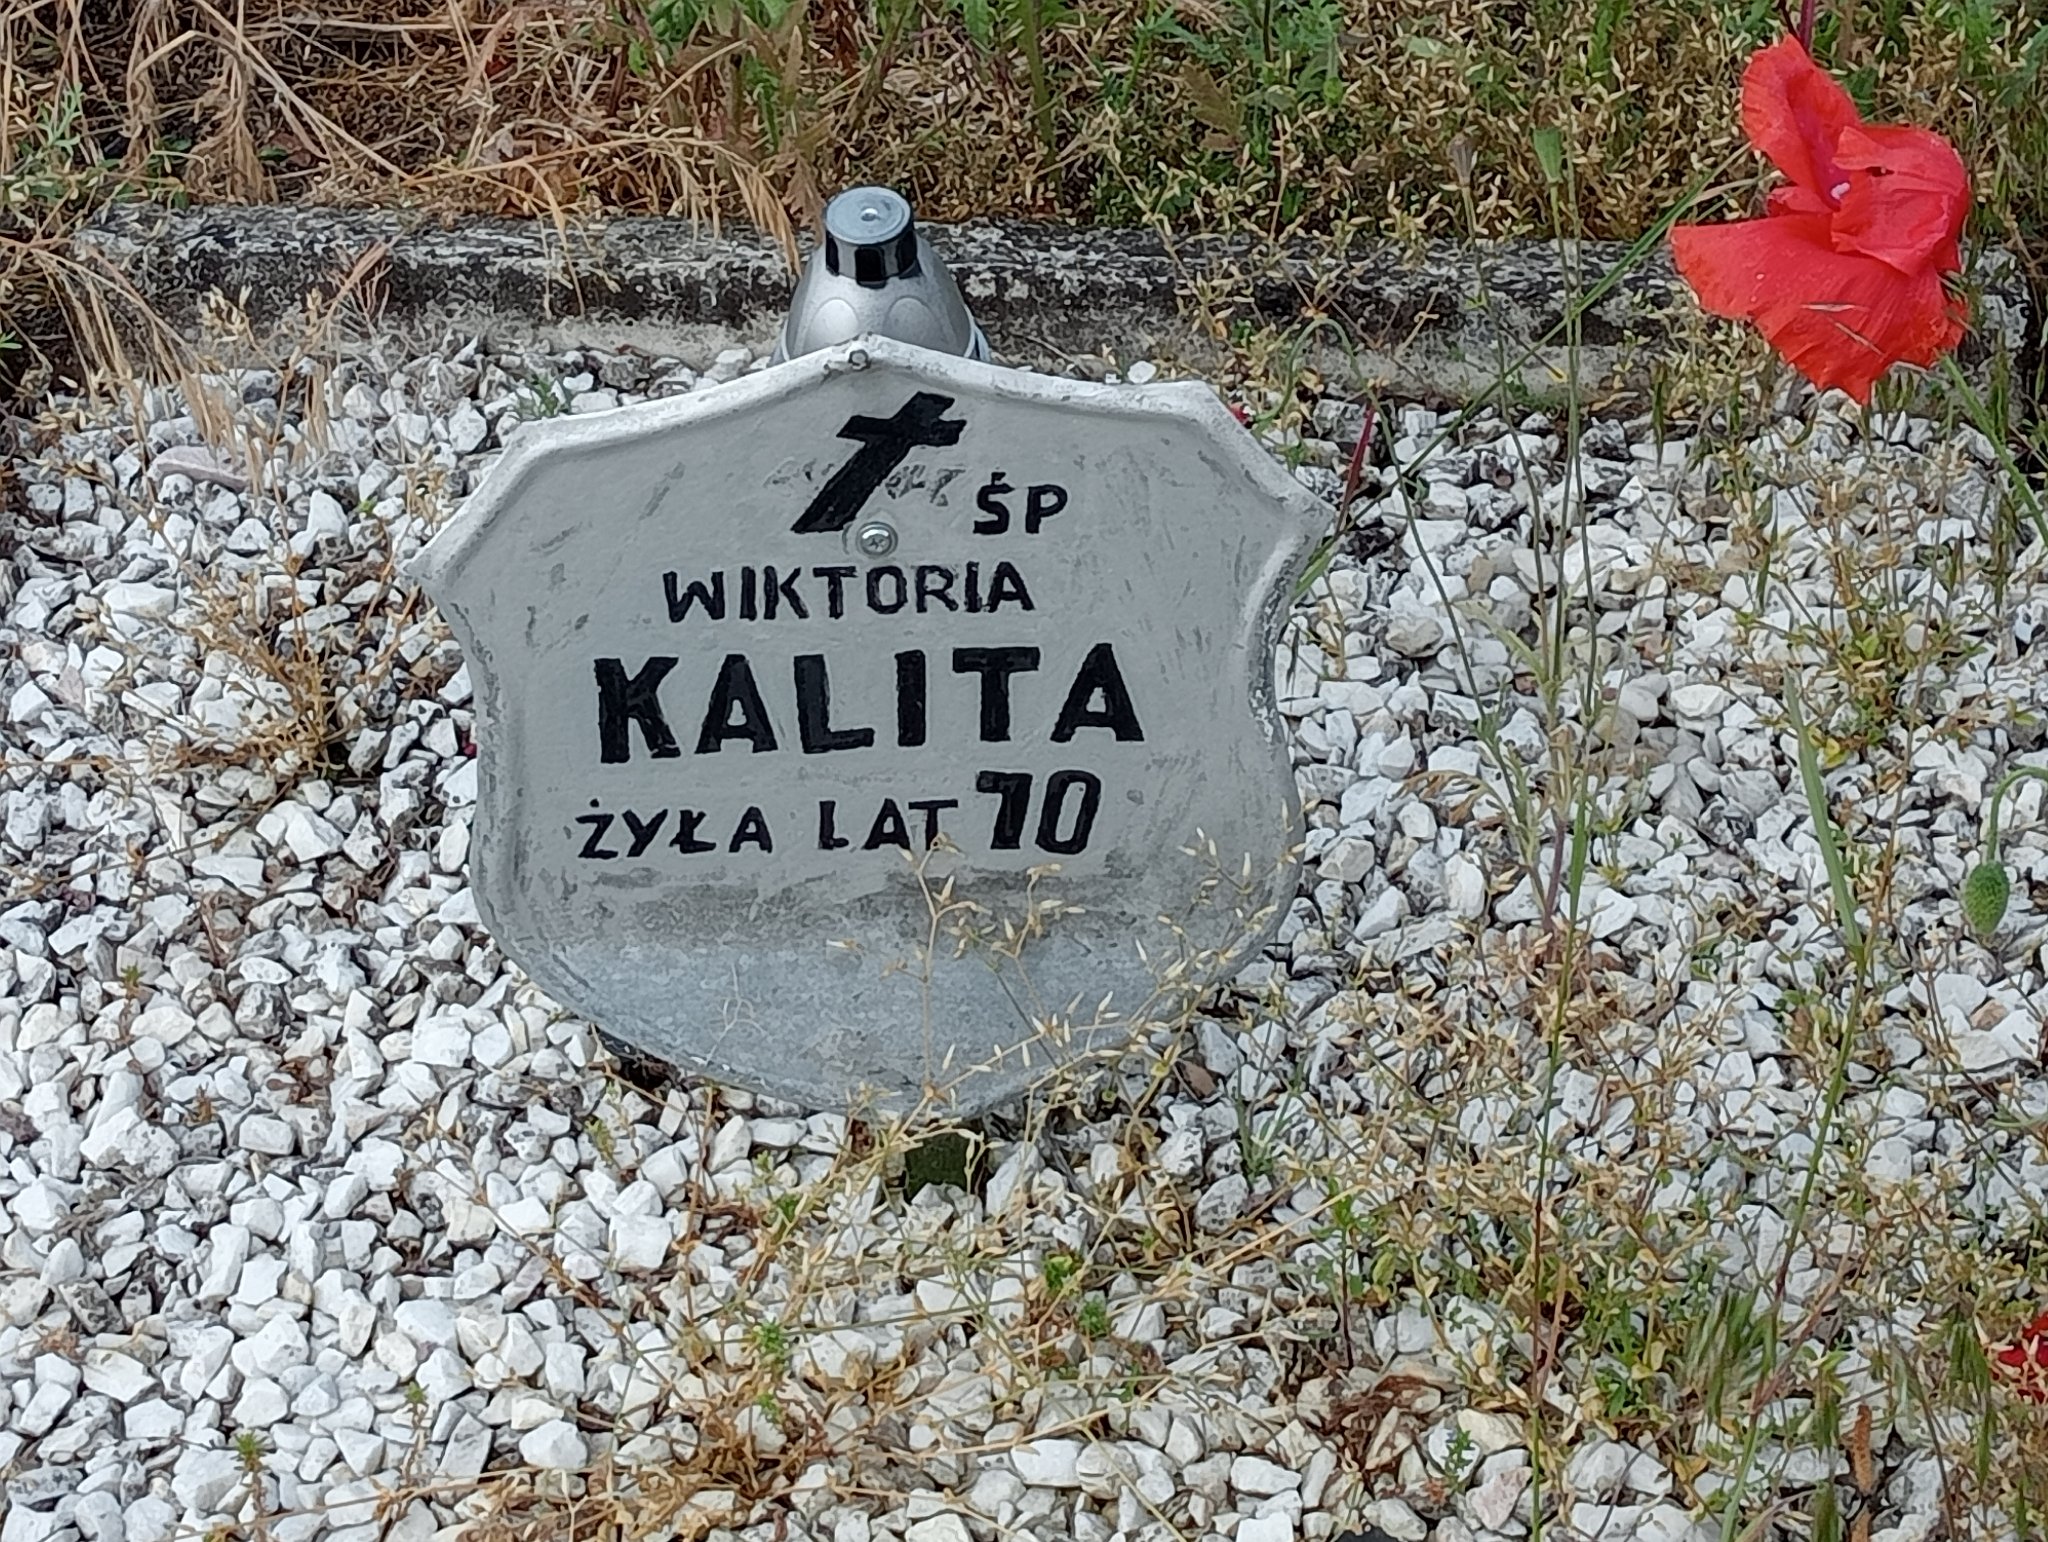 ŚP
WIKTORIA
KALITA
ŻYŁA LAT 70